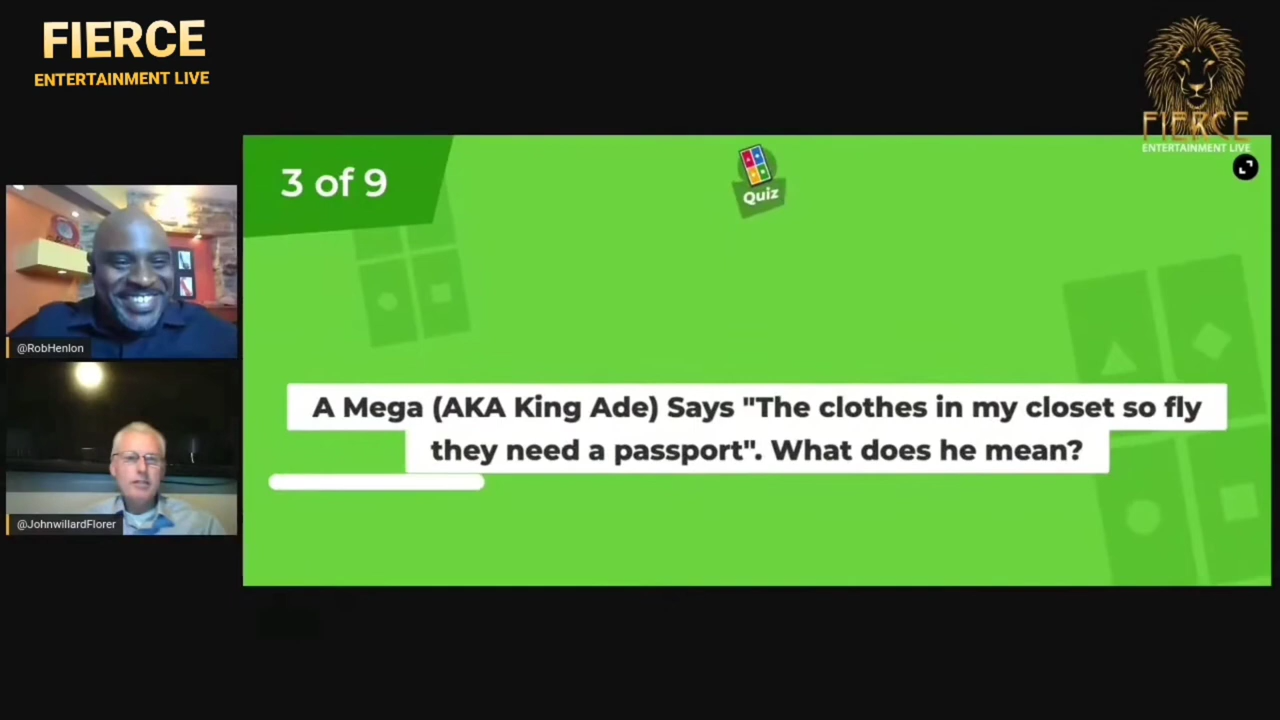 FIERCE
ENTERTAINMENT LIVE
FIERCE
ENTERTAINMENT LIVE
3 of 9
Quiz
@RobHenlon
A Mega (AKA King Ade) Says "The clothes in my closet so fly
they need a passport". What does he mean?
@JohnwillardFlorer